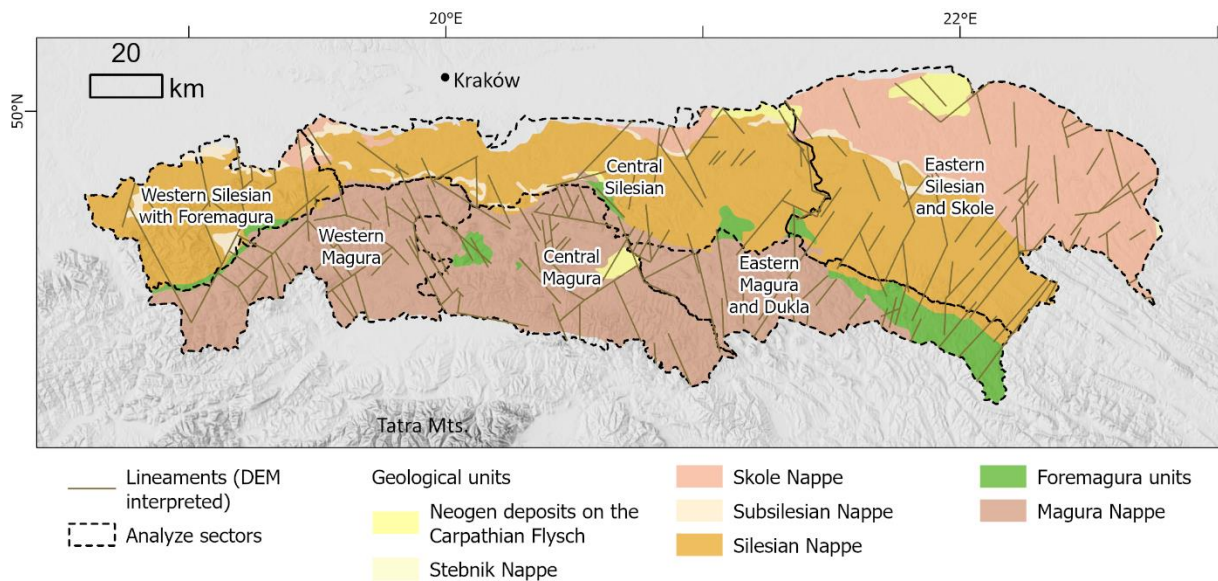 20°E
22°E
50°N
20
km
Kraków
Western Silesian
with Foremagura
Western
Magura
Central
Silesian
Central
Magura
Eastern
Magura
and Dukla
Eastern
Silesian
and Skole
Tatra Mts.
Lineaments (DEM
interpreted)
Analyze sectors
Geological units
Neogen deposits on the
Carpathian Flysch
Stebnik Nappe
Skole Nappe
Subsilesian Nappe
Silesian Nappe
Foremagura units
Magura Nappe